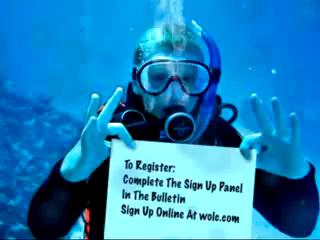 To Register:
Complete The Sign Up Panel
In The Bulletin
Sign Up Online At wolc.com